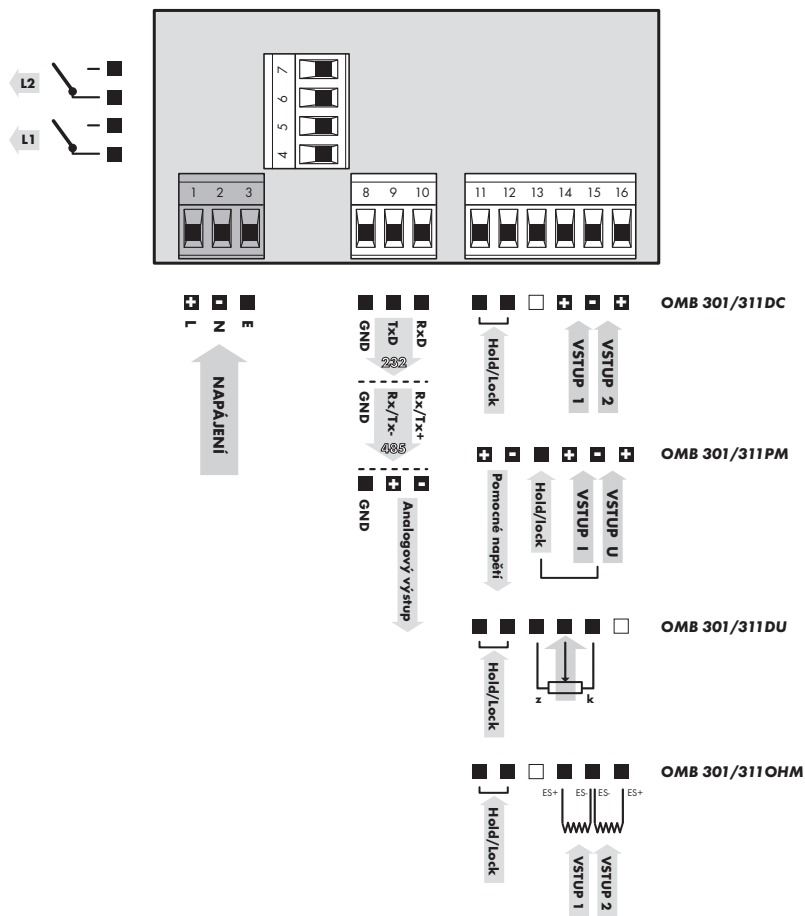 7
6
5
4
L2
L1
1 2 3
8 9 10
11 12 13 14 15 16
+ -
L N E
NAPÁJENÍ
GND TxD RxD
232
GND Rx/Tx- Rx/Tx+
485
+ -
GND
Analogový výstup
+ - +
OMB 301/311DC
Hold/Lock
VSTUP 1
VSTUP 2
+ - + - +
OMB 301/311PM
Pomocné napětí
Hold/lock
VSTUP I
VSTUP U
OMB 301/311DU
Hold/Lock
z k
OMB 301/311OHM
ES+ ES- ES- ES+
Hold/Lock
VSTUP 1
VSTUP 2